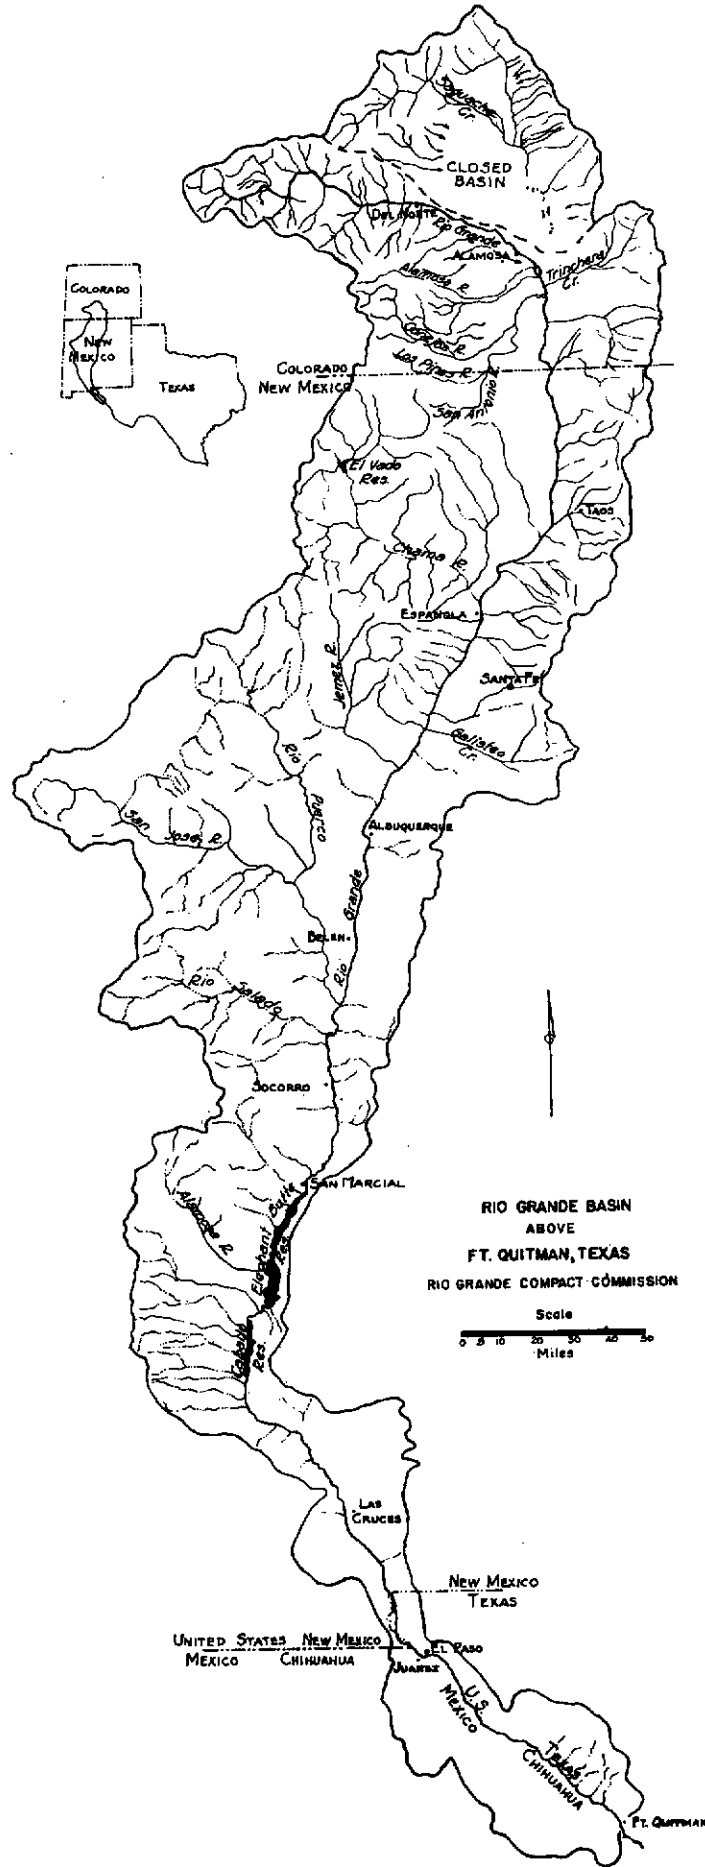 Saguache
Cr.
CLOSED
BASIN
DEL NORTE
Rio Grande
ALAMOSA
Trinchera
Cr.
Alamosa R.
Conejos R.
Los Pinos R.
San Antonio R.
COLORADO
NEW MEXICO
COLORADO
NEW
MEXICO
TEXAS
El Vado
Res.
TAOS
Chama R.
ESPANOLA
Jemez R.
SANTA FE
Galisteo
Cr.
Rio
Puerco
San
Jose R.
ALBUQUERQUE
Rio Grande
BELEN
Rio
Salado
SOCORRO
SAN MARCIAL
Alamosa R.
Elephant Butte
Res.
Caballo
Res.
RIO GRANDE BASIN
ABOVE
FT. QUITMAN, TEXAS
RIO GRANDE COMPACT COMMISSION
Scale
0 5 10 20 30 40 50
Miles
LAS
CRUCES
NEW MEXICO
TEXAS
UNITED STATES NEW MEXICO
MEXICO CHIHUAHUA
EL PASO
JUAREZ
U.S.
MEXICO
TEXAS
CHIHUAHUA
FT. QUITMAN